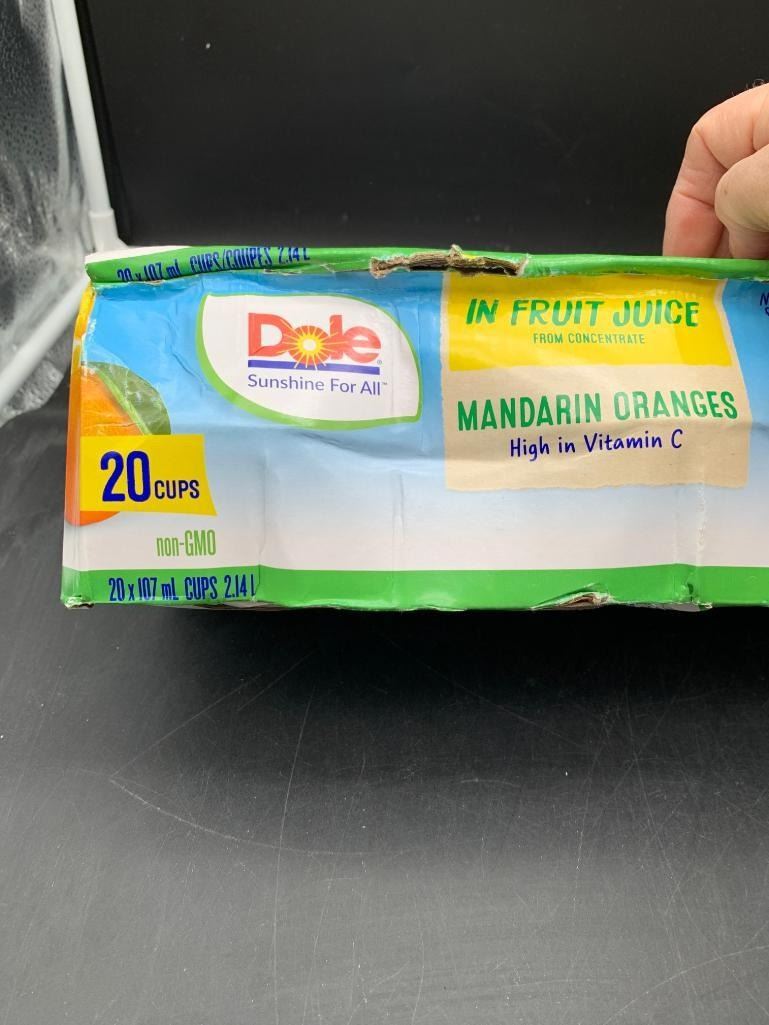 20 x 107 mL CUPS/COUPES 2.14 L
Dole
Sunshine For All™
IN FRUIT JUICE
FROM CONCENTRATE
MANDARIN ORANGES
High in Vitamin C
20 CUPS
non-GMO
20 x 107 mL CUPS 2.14 L